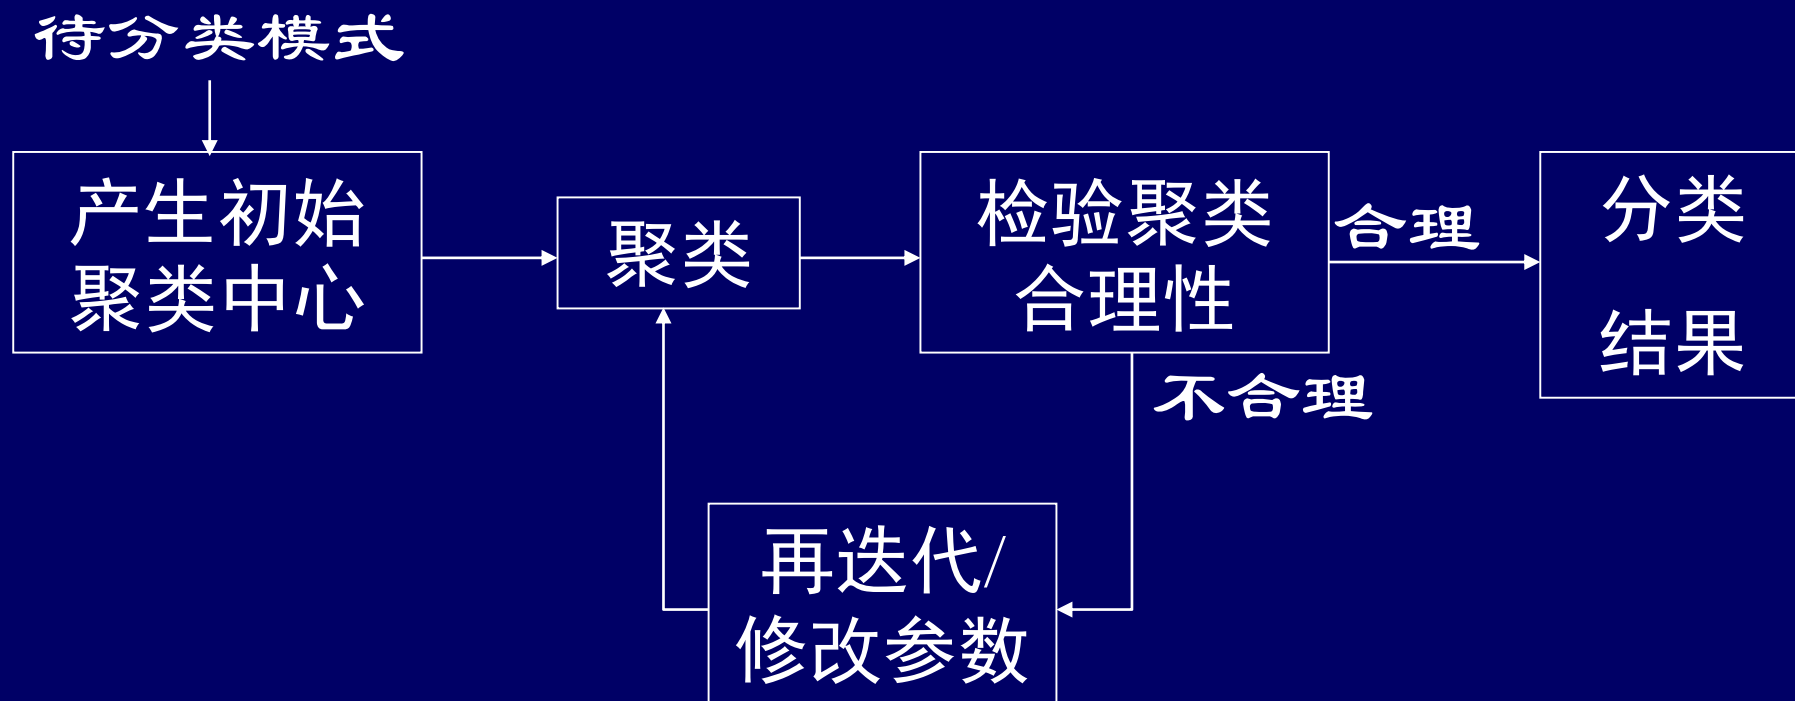 待分类模式
产生初始
聚类中心
聚类
检验聚类
合理性
合理
分类
结果
不合理
再迭代/
修改参数